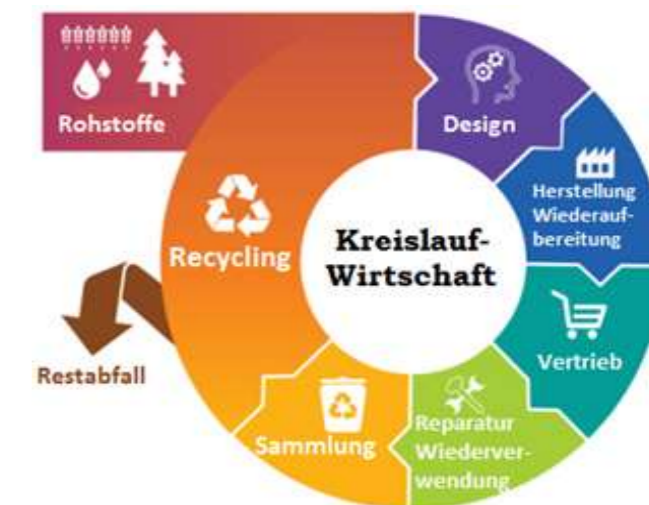 Rohstoffe
Design
Herstellung
Wiederauf-
bereitung
Vertrieb
Reparatur
Wiederver-
wendung
Sammlung
Recycling
Restabfall
Kreislauf-
Wirtschaft